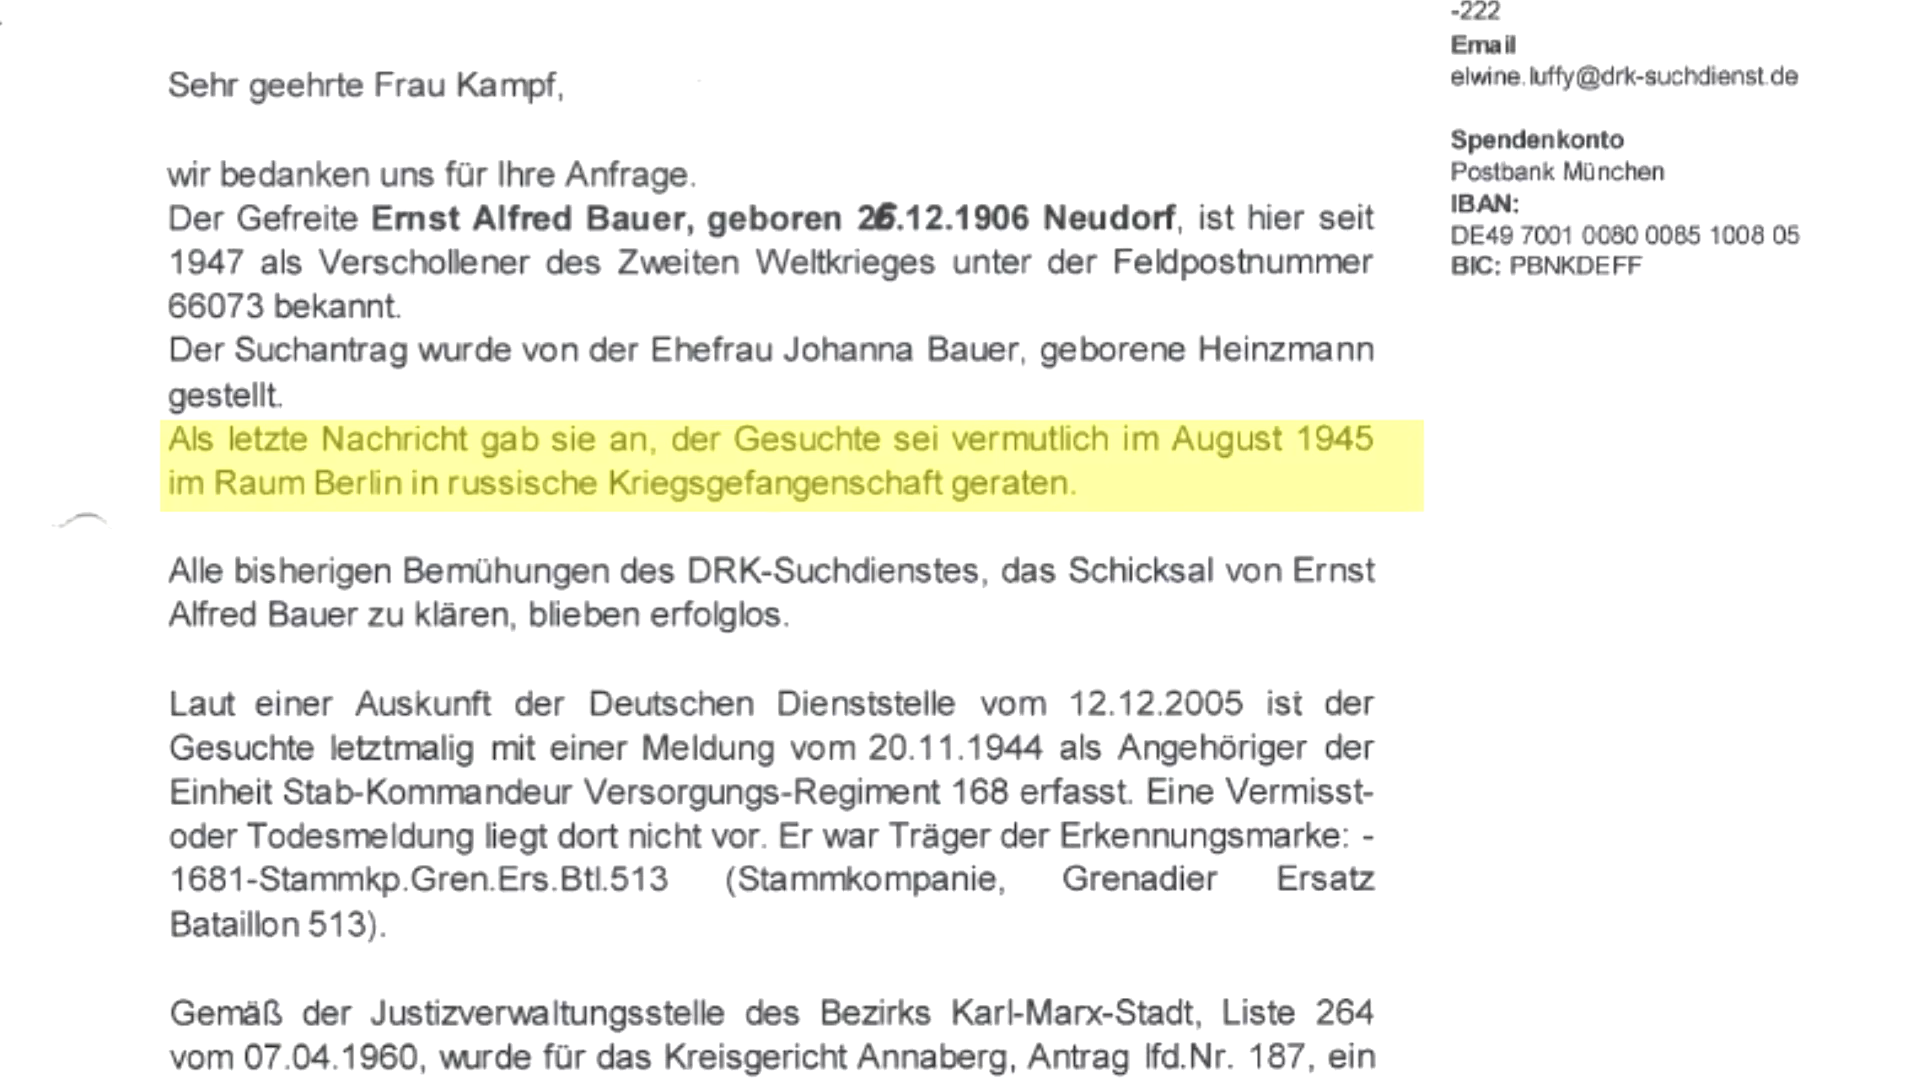 -222
Email
elwine.luffy@drk-suchdienst.de
Spendenkonto
Postbank München
IBAN:
DE49 7001 0080 0085 1008 05
BIC: PBNKDEFF
Sehr geehrte Frau Kampf,
wir bedanken uns für Ihre Anfrage.
Der Gefreite Ernst Alfred Bauer, geboren 26.12.1906 Neudorf, ist hier seit
1947 als Verschollener des Zweiten Weltkrieges unter der Feldpostnummer
66073 bekannt.
Der Suchantrag wurde von der Ehefrau Johanna Bauer, geborene Heinzmann
gestellt.
Als letzte Nachricht gab sie an, der Gesuchte sei vermutlich im August 1945
im Raum Berlin in russische Kriegsgefangenschaft geraten.
Alle bisherigen Bemühungen des DRK-Suchdienstes, das Schicksal von Ernst
Alfred Bauer zu klären, blieben erfolglos.
Laut einer Auskunft der Deutschen Dienststelle vom 12.12.2005 ist der
Gesuchte letztmalig mit einer Meldung vom 20.11.1944 als Angehöriger der
Einheit Stab-Kommandeur Versorgungs-Regiment 168 erfasst. Eine Vermisst-
oder Todesmeldung liegt dort nicht vor. Er war Träger der Erkennungsmarke: -
1681-Stammkp.Gren.Ers.Btl.513 (Stammkompanie, Grenadier Ersatz
Bataillon 513).
Gemäß der Justizverwaltungsstelle des Bezirks Karl-Marx-Stadt, Liste 264
vom 07.04.1960, wurde für das Kreisgericht Annaberg, Antrag lfd.Nr. 187, ein